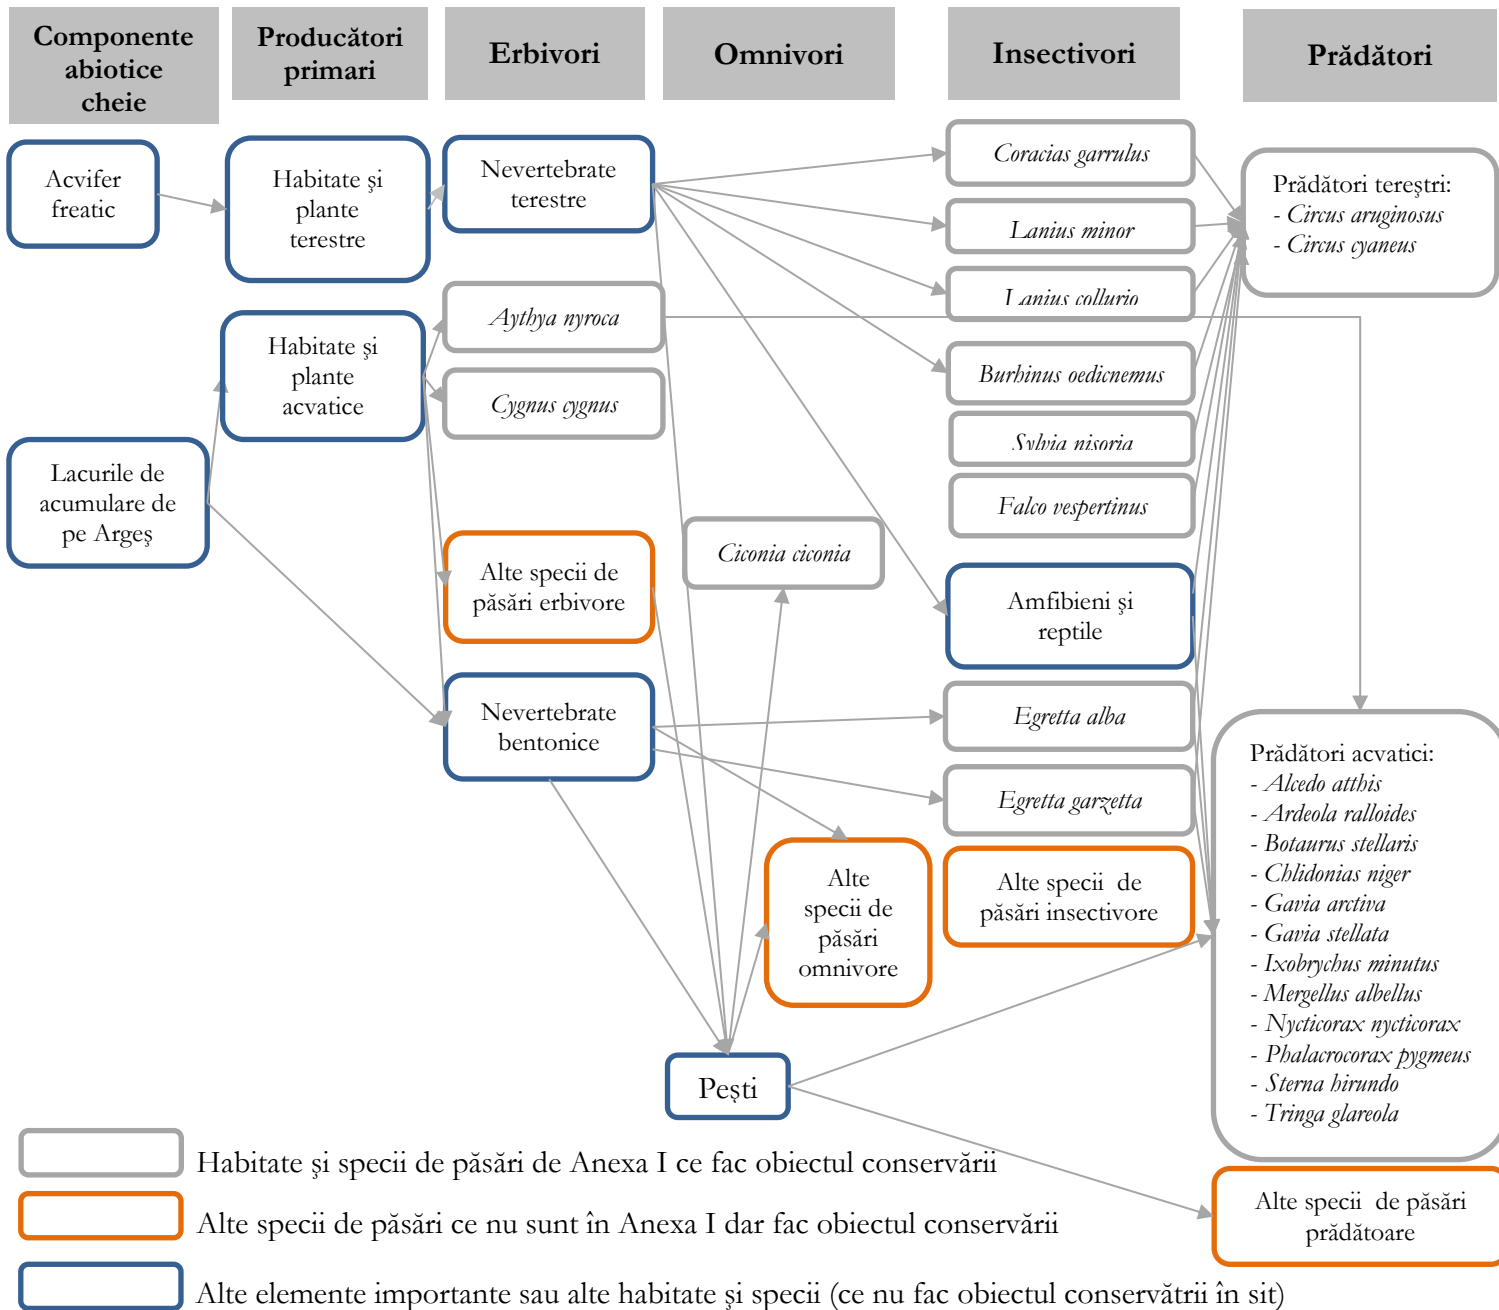 Componente
abiotice
cheie
Producători
primari
Erbivori
Omnivori
Insectivori
Prădători
Acvifer
freatic
Lacurile de
acumulare de
pe Argeş
Habitate şi
plante
terestre
Habitate şi
plante
acvatice
Nevertebrate
terestre
Aythya nyroca
Cygnus cygnus
Alte specii de
păsări erbivore
Nevertebrate
bentonice
Ciconia ciconia
Alte
specii de
păsări
omnivore
Peşti
Coracias garrulus
Lanius minor
Lanius collurio
Burhinus oedicnemus
Sylvia nisoria
Falco vespertinus
Amfibieni şi
reptile
Egretta alba
Egretta garzetta
Alte specii de
păsări insectivore
Prădători tereştri:
- Circus aruginosus
- Circus cyaneus
Prădători acvatici:
- Alcedo atthis
- Ardeola ralloides
- Botaurus stellaris
- Chlidonias niger
- Gavia arctiva
- Gavia stellata
- Ixobrychus minutus
- Mergellus albellus
- Nycticorax nycticorax
- Phalacrocorax pygmeus
- Sterna hirundo
- Tringa glareola
Alte specii de păsări
prădătoare
Habitate şi specii de păsări de Anexa I ce fac obiectul conservării
Alte specii de păsări ce nu sunt în Anexa I dar fac obiectul conservării
Alte elemente importante sau alte habitate şi specii (ce nu fac obiectul conservătrii în sit)